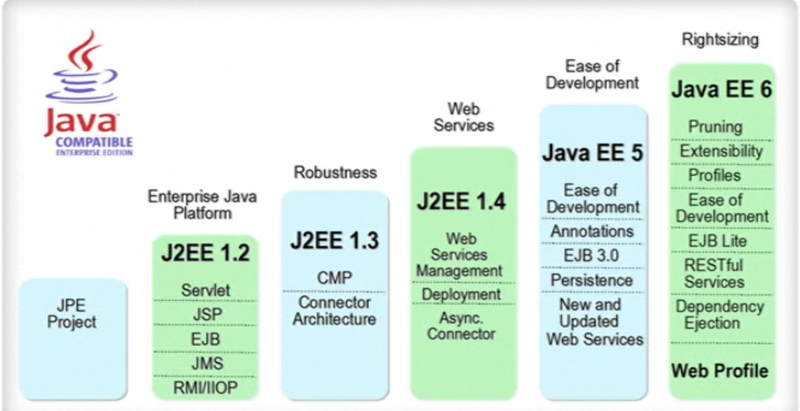 Java™
COMPATIBLE
ENTERPRISE EDITION
JPE
Project
Enterprise Java
Platform
J2EE 1.2
Servlet
JSP
EJB
JMS
RMI/IIOP
Robustness
J2EE 1.3
CMP
Connector
Architecture
Web
Services
J2EE 1.4
Web
Services
Management
Deployment
Async.
Connector
Ease of
Development
Java EE 5
Ease of
Development
Annotations
EJB 3.0
Persistence
New and
Updated
Web Services
Rightsizing
Java EE 6
Pruning
Extensibility
Profiles
Ease of
Development
EJB Lite
RESTful
Services
Dependency
Ejection
Web Profile